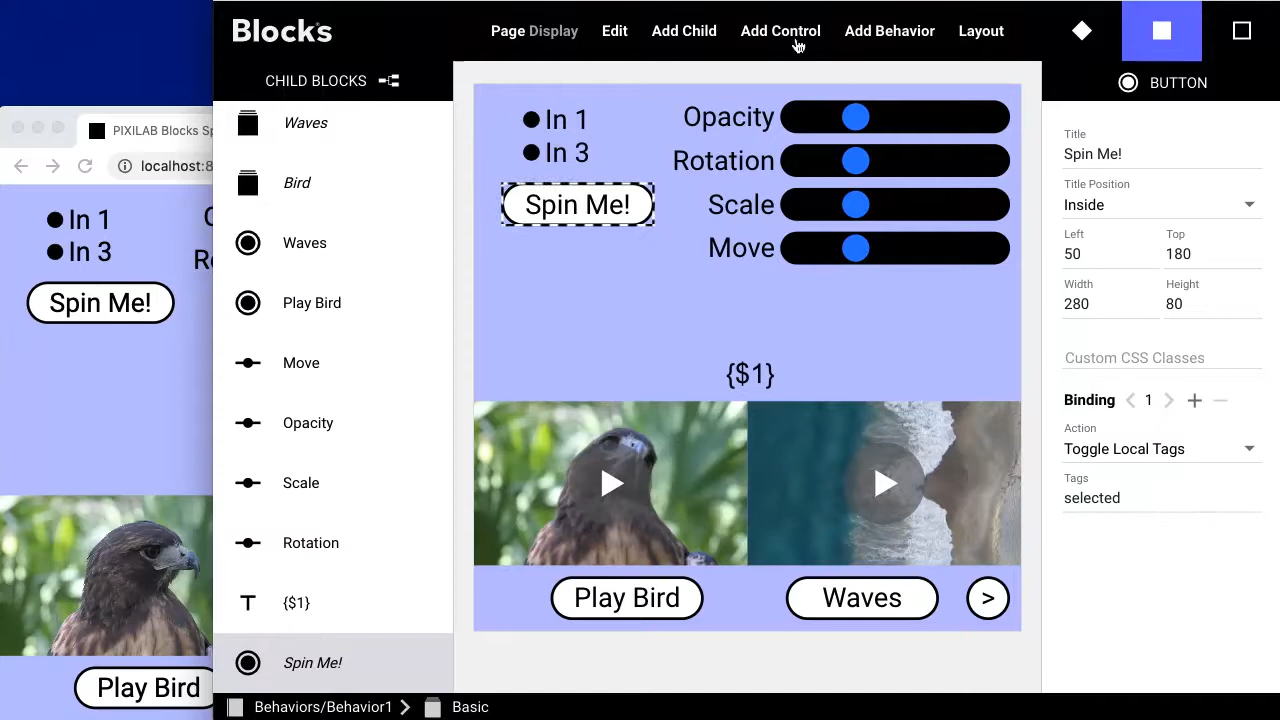 Blocks
Page Display Edit Add Child Add Control Add Behavior Layout
CHILD BLOCKS
BUTTON
Waves
Bird
Waves
Play Bird
Move
Opacity
Scale
Rotation
{$1}
Spin Me!
In 1
In 3
Spin Me!
Opacity
Rotation
Scale
Move
{$1}
Play Bird
Waves
>
Title
Spin Me!
Title Position
Inside
Left Top
50 180
Width Height
280 80
Custom CSS Classes
Binding 1
Action
Toggle Local Tags
Tags
selected
PIXILAB Blocks Sp
localhost:8
In 1
In 3
Spin Me!
Play Bird
Behaviors/Behavior1
Basic